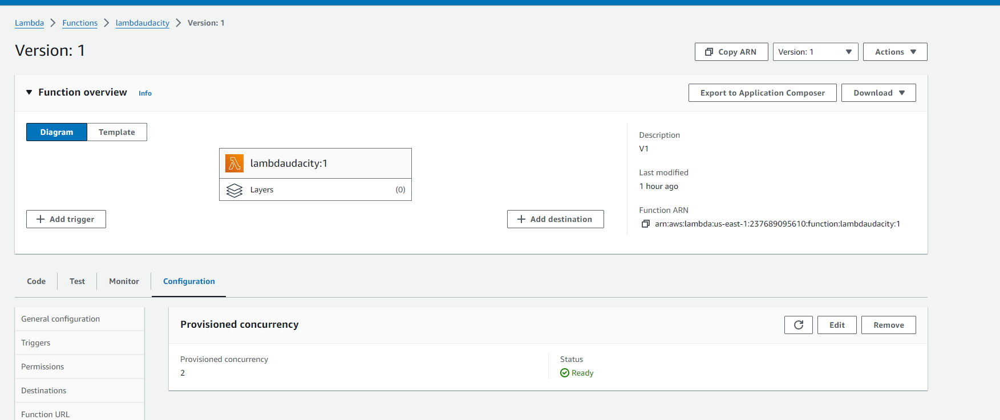 Lambda > Functions > lambdaudacity > Version: 1
Version: 1
Copy ARN
Version: 1
Actions
Function overview Info
Export to Application Composer
Download
Diagram
Template
lambdaudacity:1
Layers (0)
Add trigger
Add destination
Description
V1
Last modified
1 hour ago
Function ARN
arn:aws:lambda:us-east-1:237689095610:function:lambdaudacity:1
Code
Test
Monitor
Configuration
General configuration
Triggers
Permissions
Destinations
Function URL
Provisioned concurrency
Edit
Remove
Provisioned concurrency
2
Status
Ready